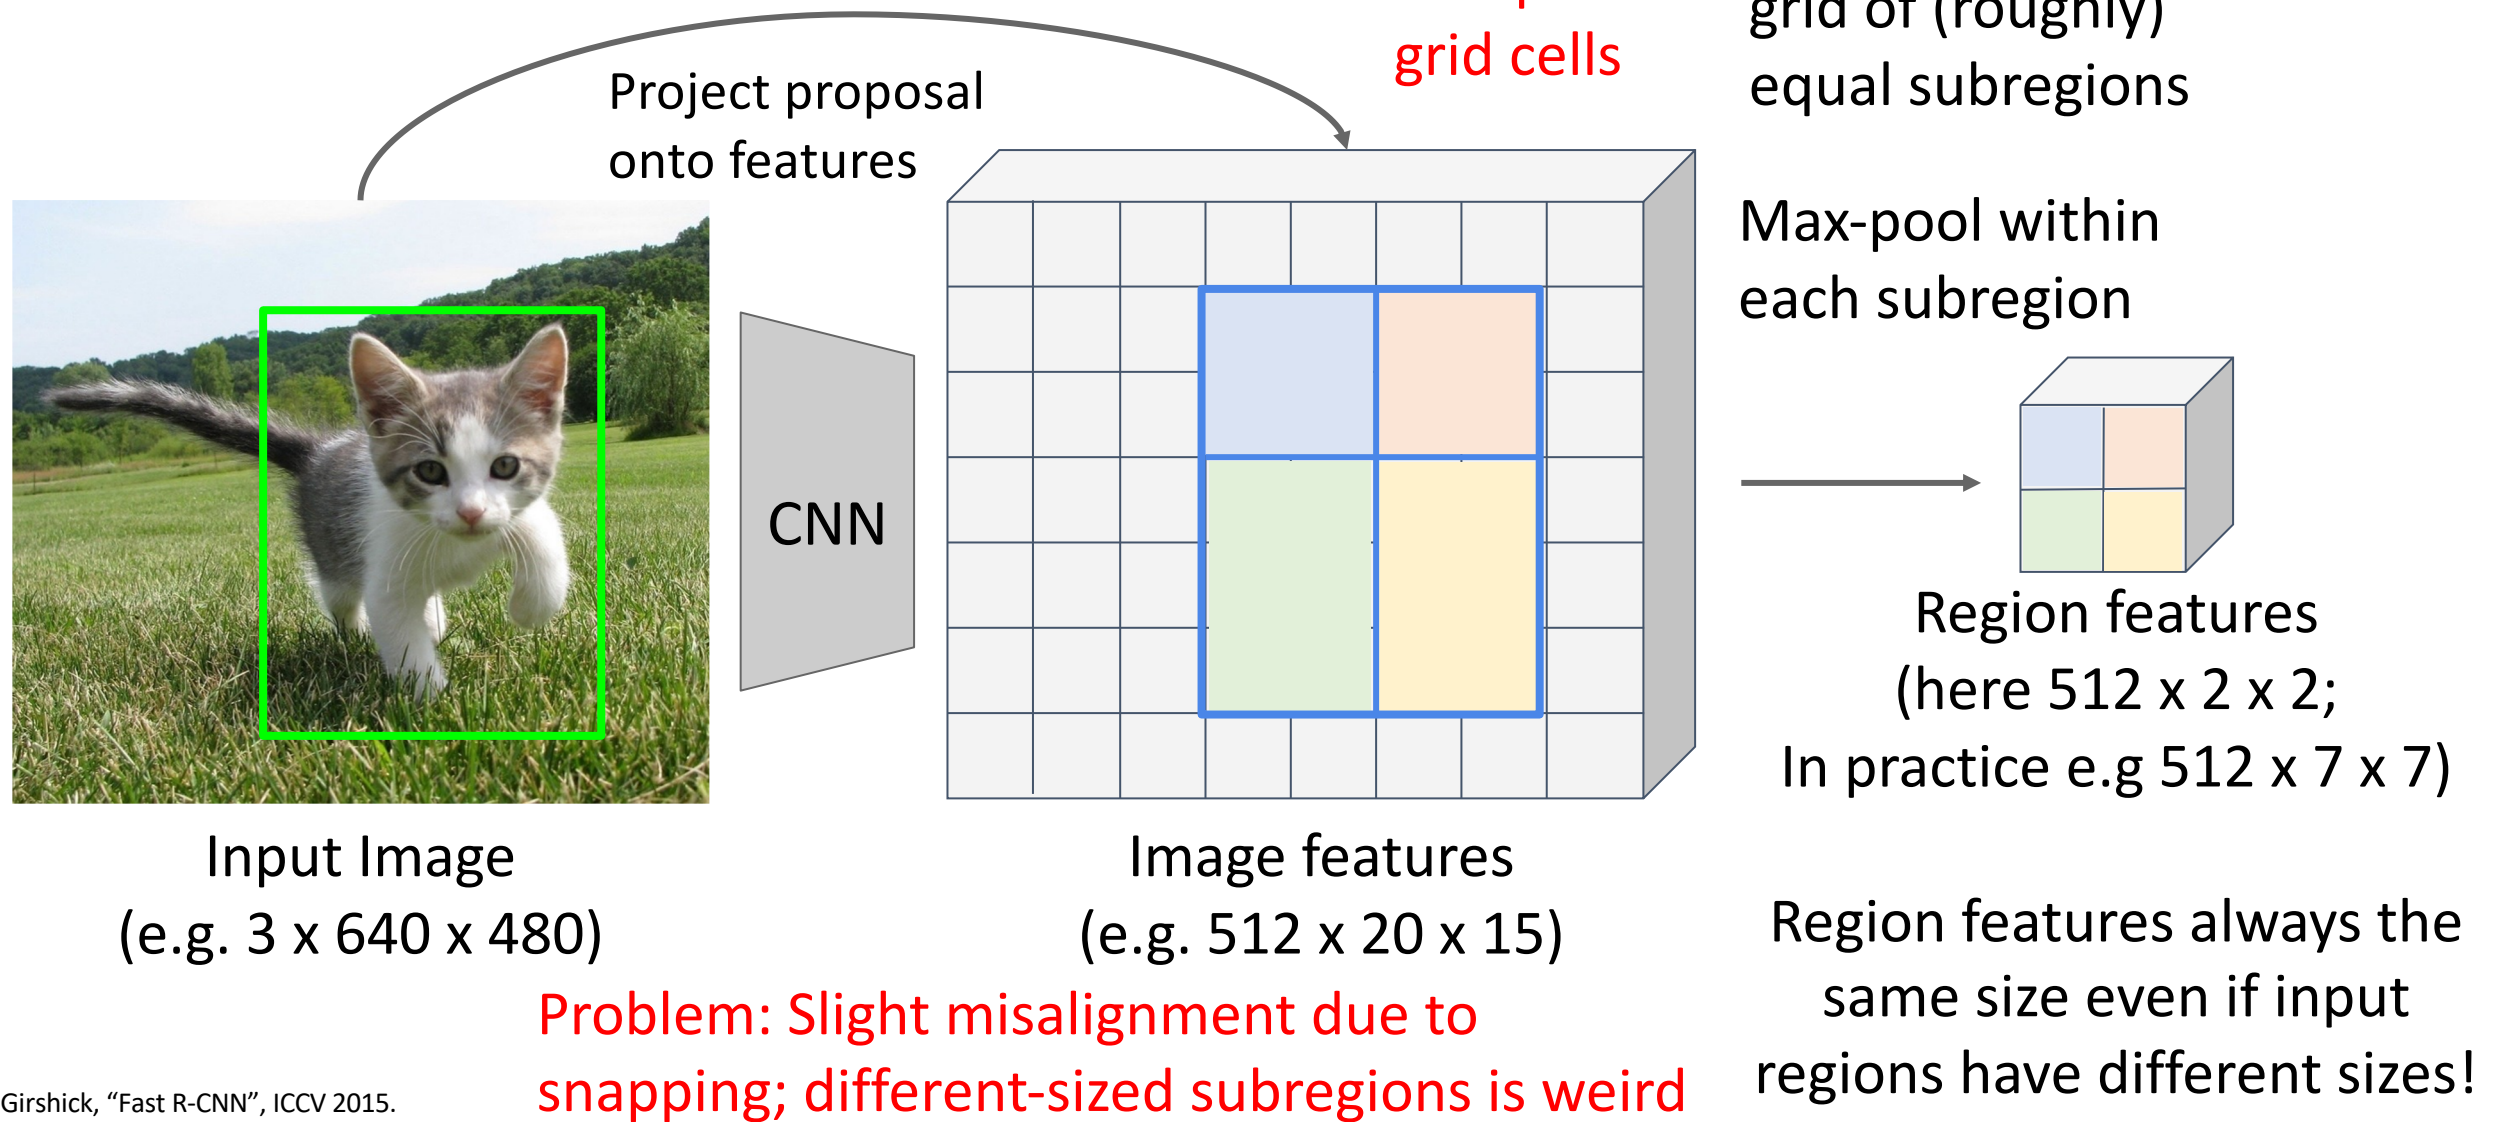 grid cells
grid of (roughly)
equal subregions
Project proposal
onto features
Max-pool within
each subregion
CNN
Region features
(here 512 x 2 x 2;
In practice e.g 512 x 7 x 7)
Input Image
(e.g. 3 x 640 x 480)
Image features
(e.g. 512 x 20 x 15)
Region features always the
same size even if input
regions have different sizes!
Problem: Slight misalignment due to
snapping; different-sized subregions is weird
Girshick, “Fast R-CNN”, ICCV 2015.